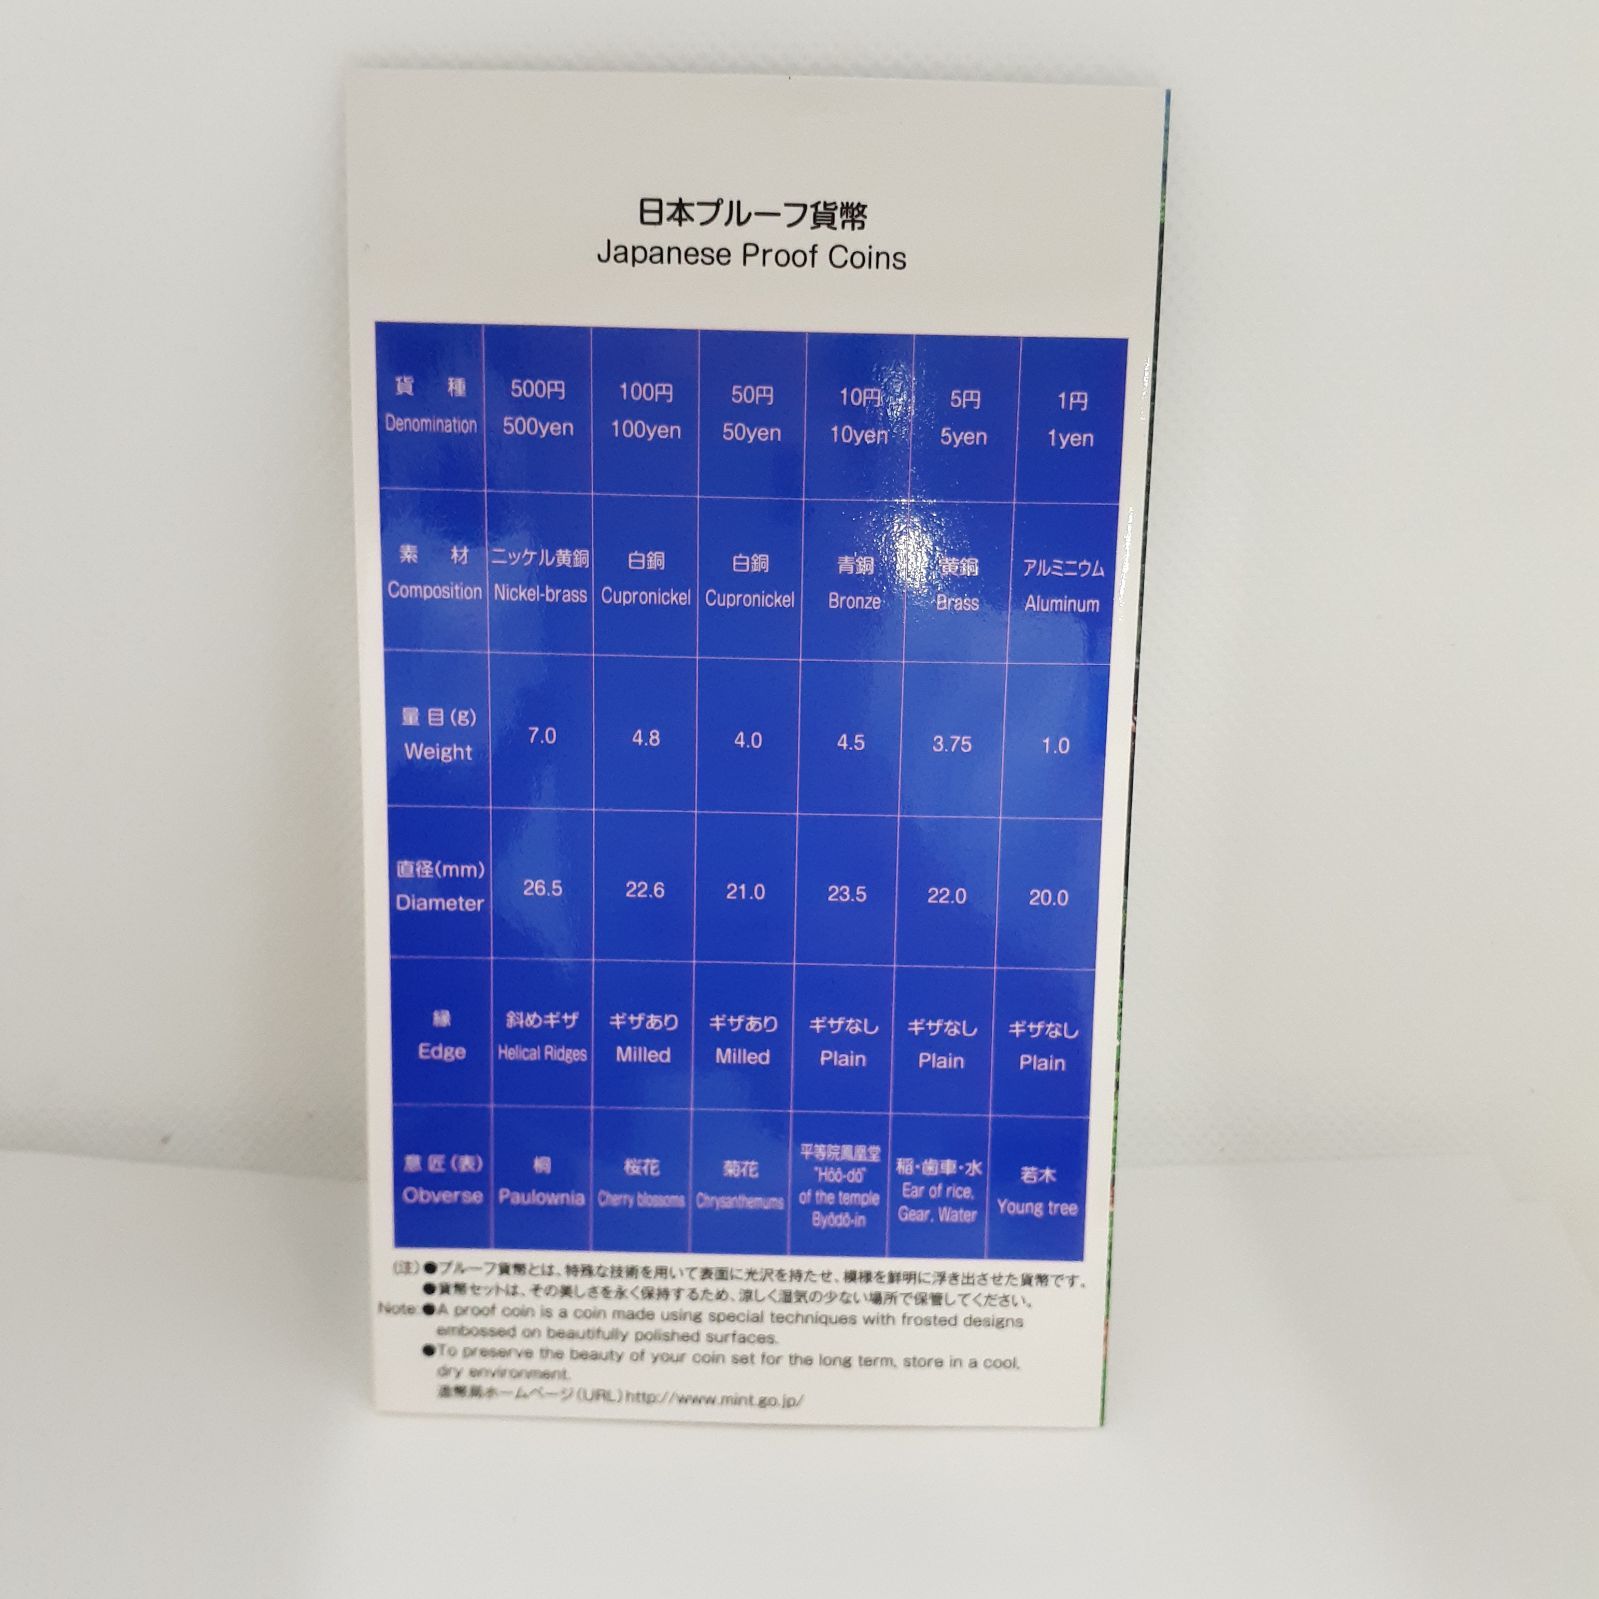 日本プルーフ貨幣
Japanese Proof Coins
貨 種 500円 100円 50円 10円 5円 1円
Denomination 500yen 100yen 50yen 10yen 5yen 1yen
素 材 ニッケル黄銅 白銅 白銅 青銅 黄銅 アルミニウム
Composition Nickel-brass Cupronickel Cupronickel Bronze Brass Aluminum
量 目(g)
Weight 7.0 4.8 4.0 4.5 3.75 1.0
直径(mm)
Diameter 26.5 22.6 21.0 23.5 22.0 20.0
縁 斜めギザ ギザあり ギザあり ギザなし ギザなし ギザなし
Edge Helical Ridges Milled Milled Plain Plain Plain
意 匠(表) 桐 桜花 菊花 平等院鳳凰堂 稲・歯車・水 若木
Obverse Paulownia Cherry blossoms Chrysanthemums "Hôô-dô" Ear of rice, Young tree
of the temple Gear, Water
Byôdô-in
(注)●プルーフ貨幣とは、特殊な技術を用いて表面に光沢を持たせ、模様を鮮明に浮き出させた貨幣です。
●貨幣セットは、その美しさを永く保持するため、涼しく湿気の少ない場所で保管してください。
Note:●A proof coin is a coin made using special techniques with frosted designs
embossed on beautifully polished surfaces.
●To preserve the beauty of your coin set for the long term, store in a cool,
dry environment.
造幣局ホームページ(URL)http://www.mint.go.jp/